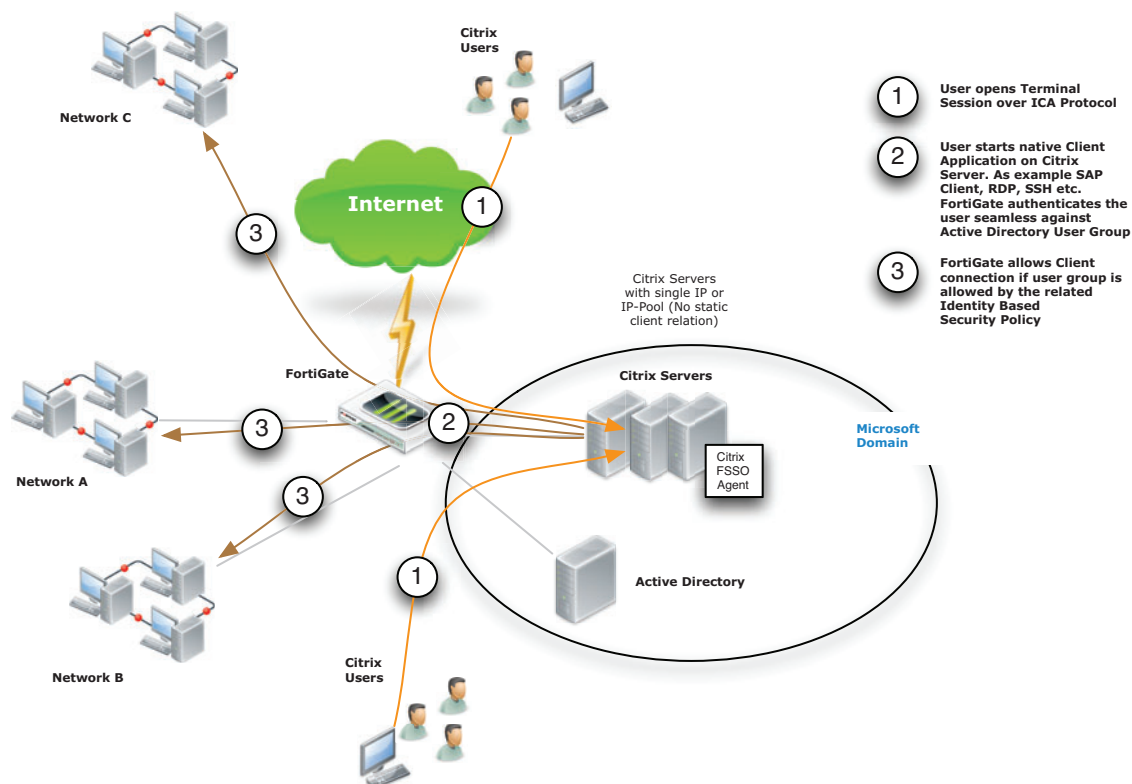 Citrix
Users
Network C
Internet
1
3
1
User opens Terminal
Session over ICA Protocol
2
User starts native Client
Application on Citrix
Server. As example SAP
Client, RDP, SSH etc.
FortiGate authenticates the
user seamless against
Active Directory User Group
3
FortiGate allows Client
connection if user group is
allowed by the related
Identity Based
Security Policy
Citrix Servers
with single IP or
IP-Pool (No static
client relation)
FortiGate
Citrix Servers
2
Microsoft
Domain
Citrix
FSSO
Agent
3
Network A
3
1
Active Directory
Network B
Citrix
Users